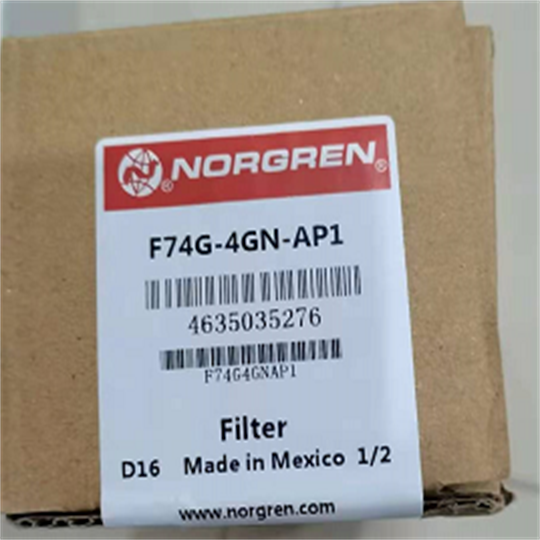 NORGREN®
F74G-4GN-AP1
4635035276
F74G4GNAP1
Filter
D16 Made in Mexico 1/2
www.norgren.com